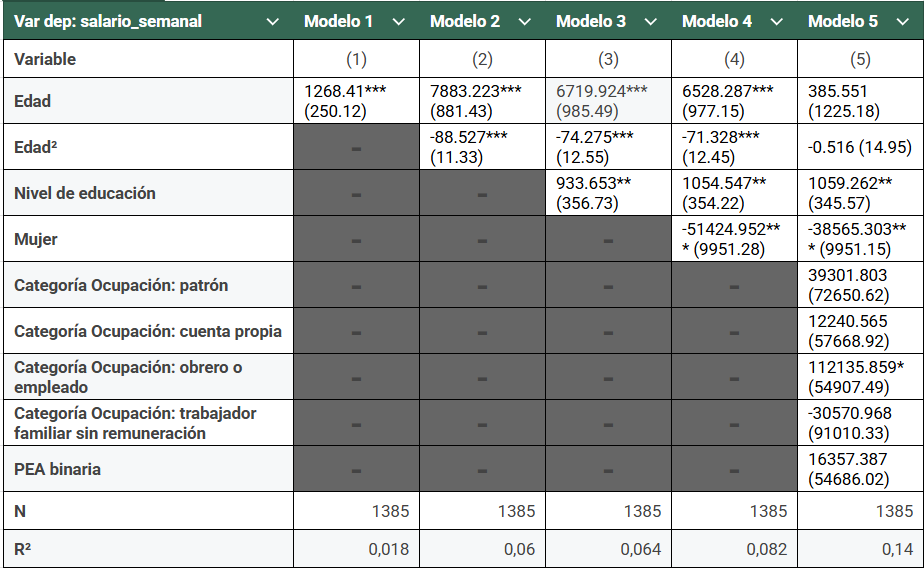 Var dep: salario_semanal Modelo 1 Modelo 2 Modelo 3 Modelo 4 Modelo 5
Variable (1) (2) (3) (4) (5)
Edad 1268.41*** (250.12) 7883.223*** (881.43) 6719.924*** (985.49) 6528.287*** (977.15) 385.551 (1225.18)
Edad² - -88.527*** (11.33) -74.275*** (12.55) -71.328*** (12.45) -0.516 (14.95)
Nivel de educación - - 933.653** (356.73) 1054.547** (354.22) 1059.262** (345.57)
Mujer - - - -51424.952*** (9951.28) -38565.303*** (9951.15)
Categoría Ocupación: patrón - - - - 39301.803 (72650.62)
Categoría Ocupación: cuenta propia - - - - 12240.565 (57668.92)
Categoría Ocupación: obrero o empleado - - - - 112135.859* (54907.49)
Categoría Ocupación: trabajador familiar sin remuneración - - - - -30570.968 (91010.33)
PEA binaria - - - - 16357.387 (54686.02)
N 1385 1385 1385 1385 1385
R² 0,018 0,06 0,064 0,082 0,14